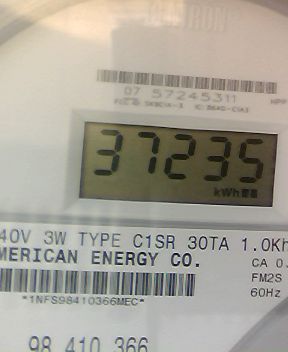 07 57245311
37235
kWh
40V 3W TYPE C1SR 30TA 1.0Kh
MERICAN ENERGY CO.
CA 0.
FM2S
60Hz
*1NFS98410366MEC*
98 410 366